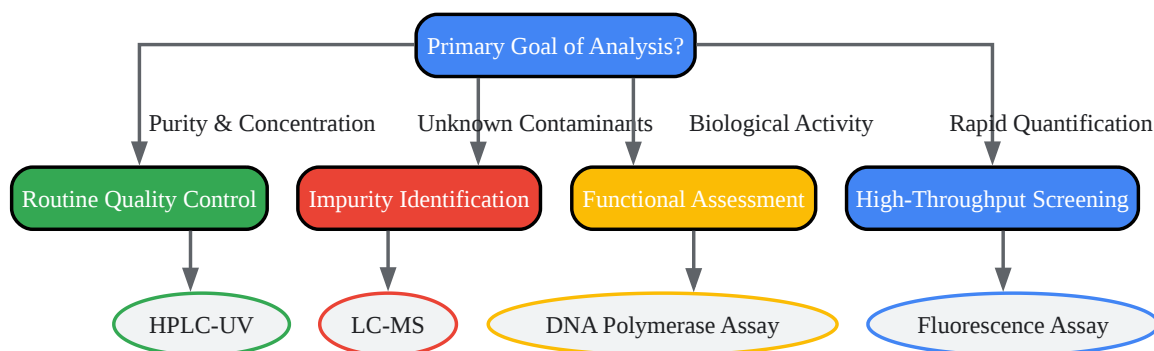 Primary Goal of Analysis?
Purity & Concentration
Unknown Contaminants
Biological Activity
Rapid Quantification
Routine Quality Control
Impurity Identification
Functional Assessment
High-Throughput Screening
HPLC-UV
LC-MS
DNA Polymerase Assay
Fluorescence Assay